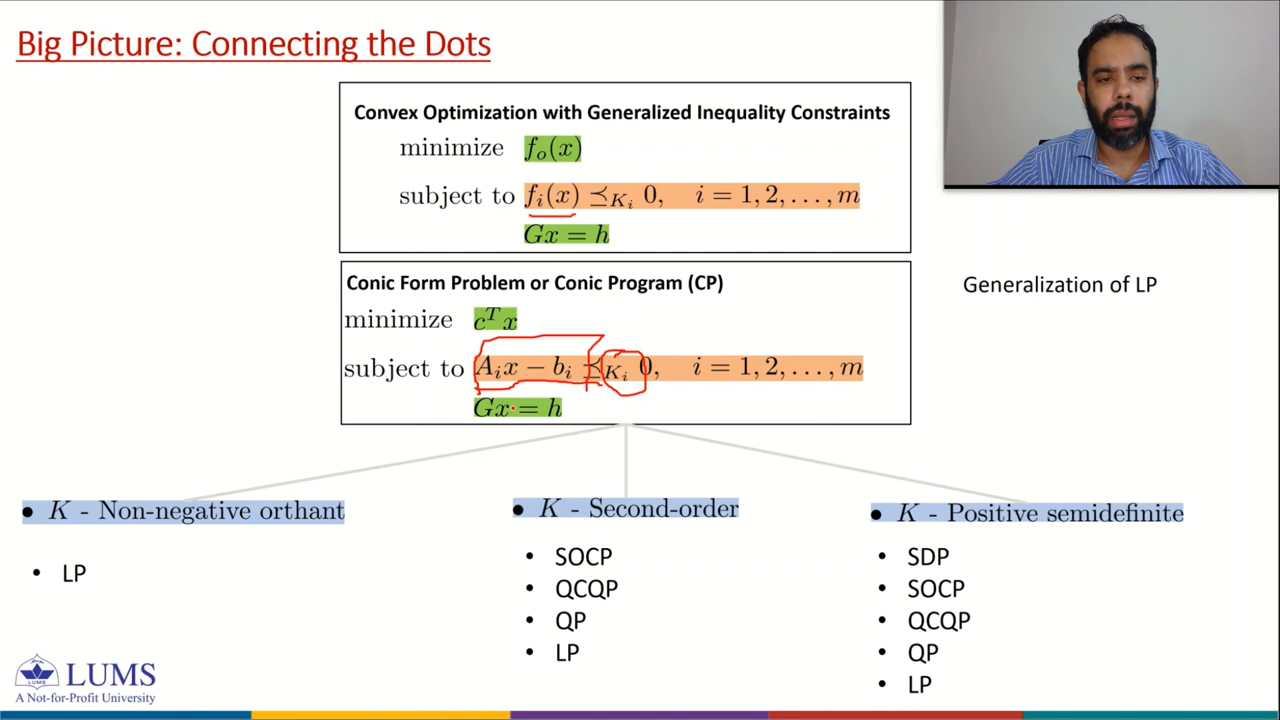 Big Picture: Connecting the Dots
Convex Optimization with Generalized Inequality Constraints
minimize f_o(x)
subject to f_i(x) ⪯_{K_i} 0, i = 1, 2, . . . , m
Gx = h
Conic Form Problem or Conic Program (CP)
minimize c^T x
subject to A_i x − b_i ⪯_{K_i} 0, i = 1, 2, . . . , m
Gx = h
Generalization of LP
• K - Non-negative orthant
• LP
• K - Second-order
• SOCP
• QCQP
• QP
• LP
• K - Positive semidefinite
• SDP
• SOCP
• QCQP
• QP
• LP
LUMS
A Not-for-Profit University